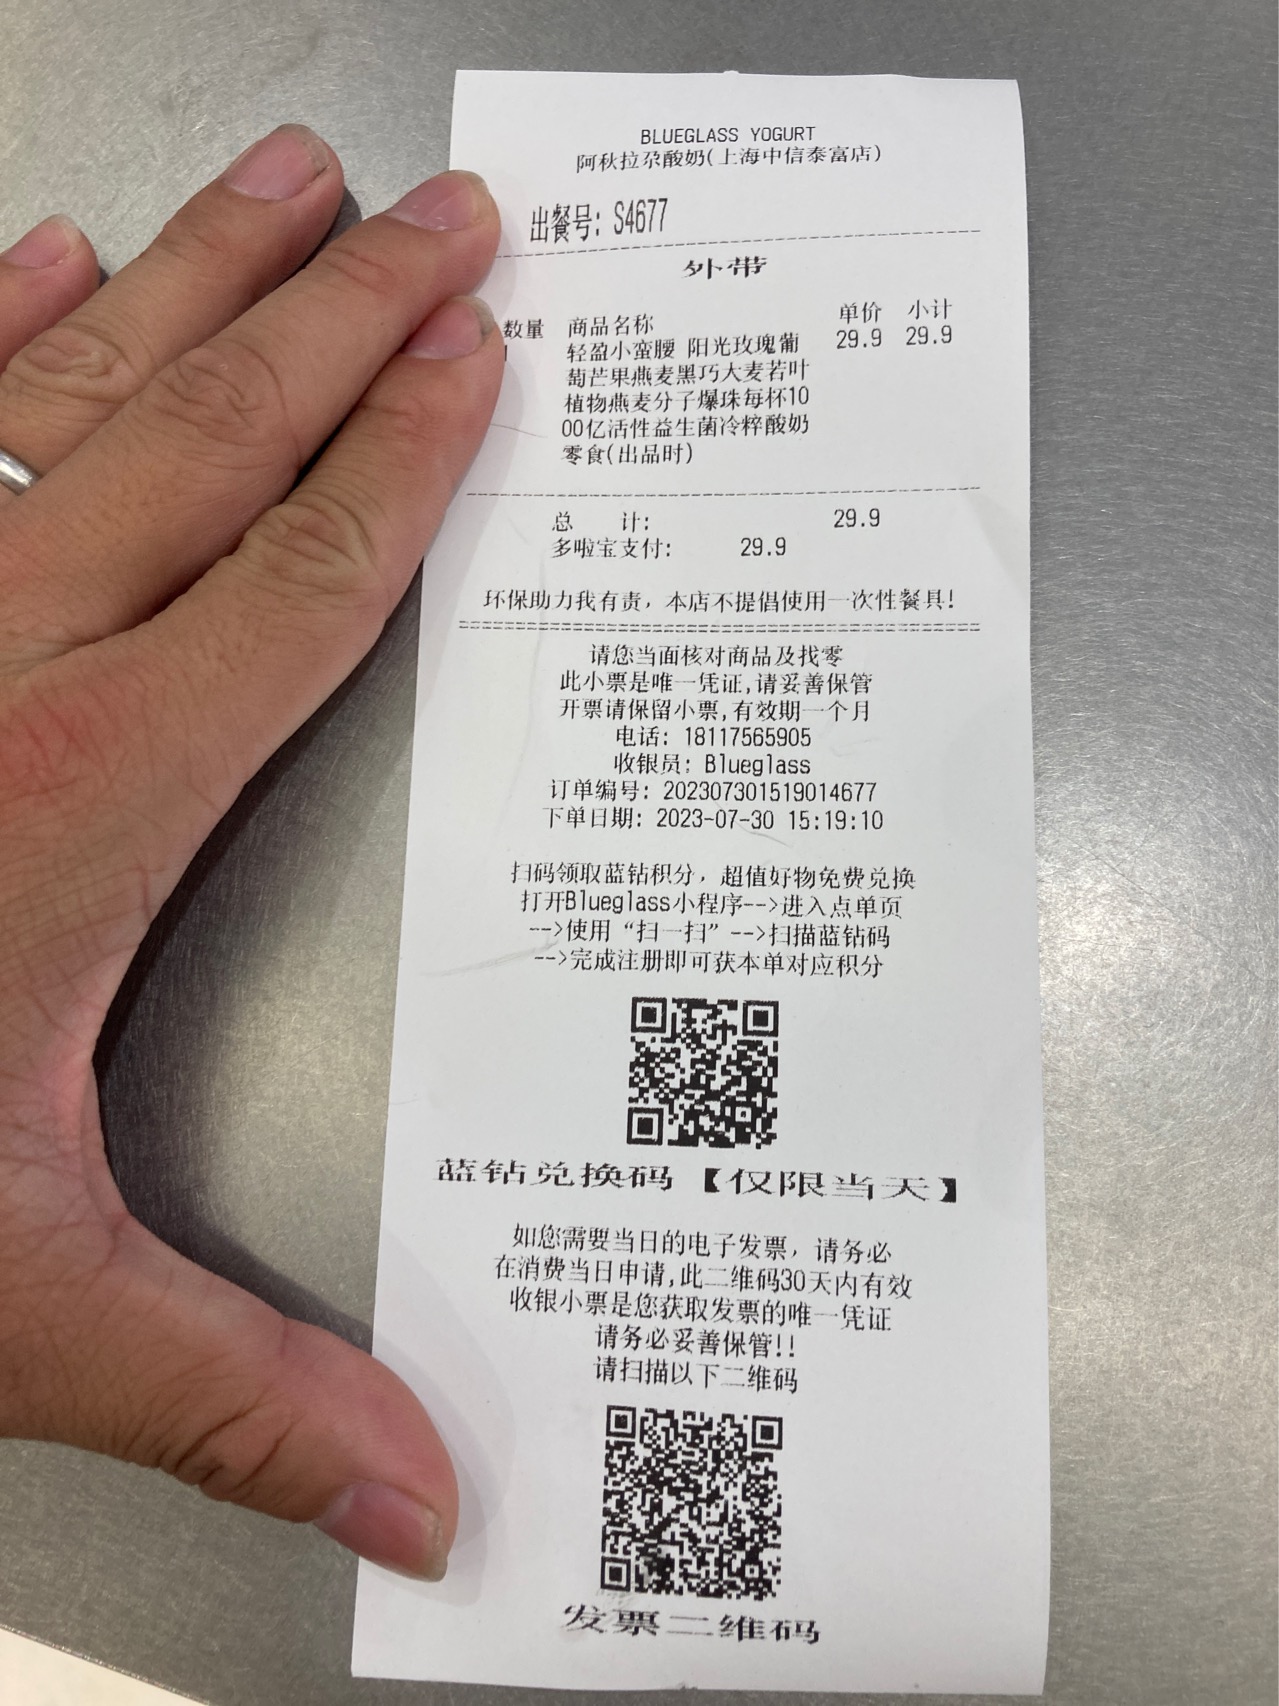 BLUEGLASS YOGURT
阿秋拉尕酸奶(上海中信泰富店)
出餐号: S4677
外带
数量 商品名称 单价 小计
轻盈小蛮腰 阳光玫瑰葡 29.9 29.9
萄芒果燕麦黑巧大麦若叶
植物燕麦分子爆珠每杯10
00亿活性益生菌冷粹酸奶
零食(出品时)
总 计: 29.9
多啦宝支付: 29.9
环保助力我有责，本店不提倡使用一次性餐具!
请您当面核对商品及找零
此小票是唯一凭证,请妥善保管
开票请保留小票,有效期一个月
电话: 18117565905
收银员: Blueglass
订单编号: 202307301519014677
下单日期: 2023-07-30 15:19:10
扫码领取蓝钻积分，超值好物免费兑换
打开Blueglass小程序-->进入点单页
-->使用“扫一扫”-->扫描蓝钻码
-->完成注册即可获本单对应积分
蓝钻兑换码【仅限当天】
如您需要当日的电子发票，请务必
在消费当日申请,此二维码30天内有效
收银小票是您获取发票的唯一凭证
请务必妥善保管!!
请扫描以下二维码
发票二维码